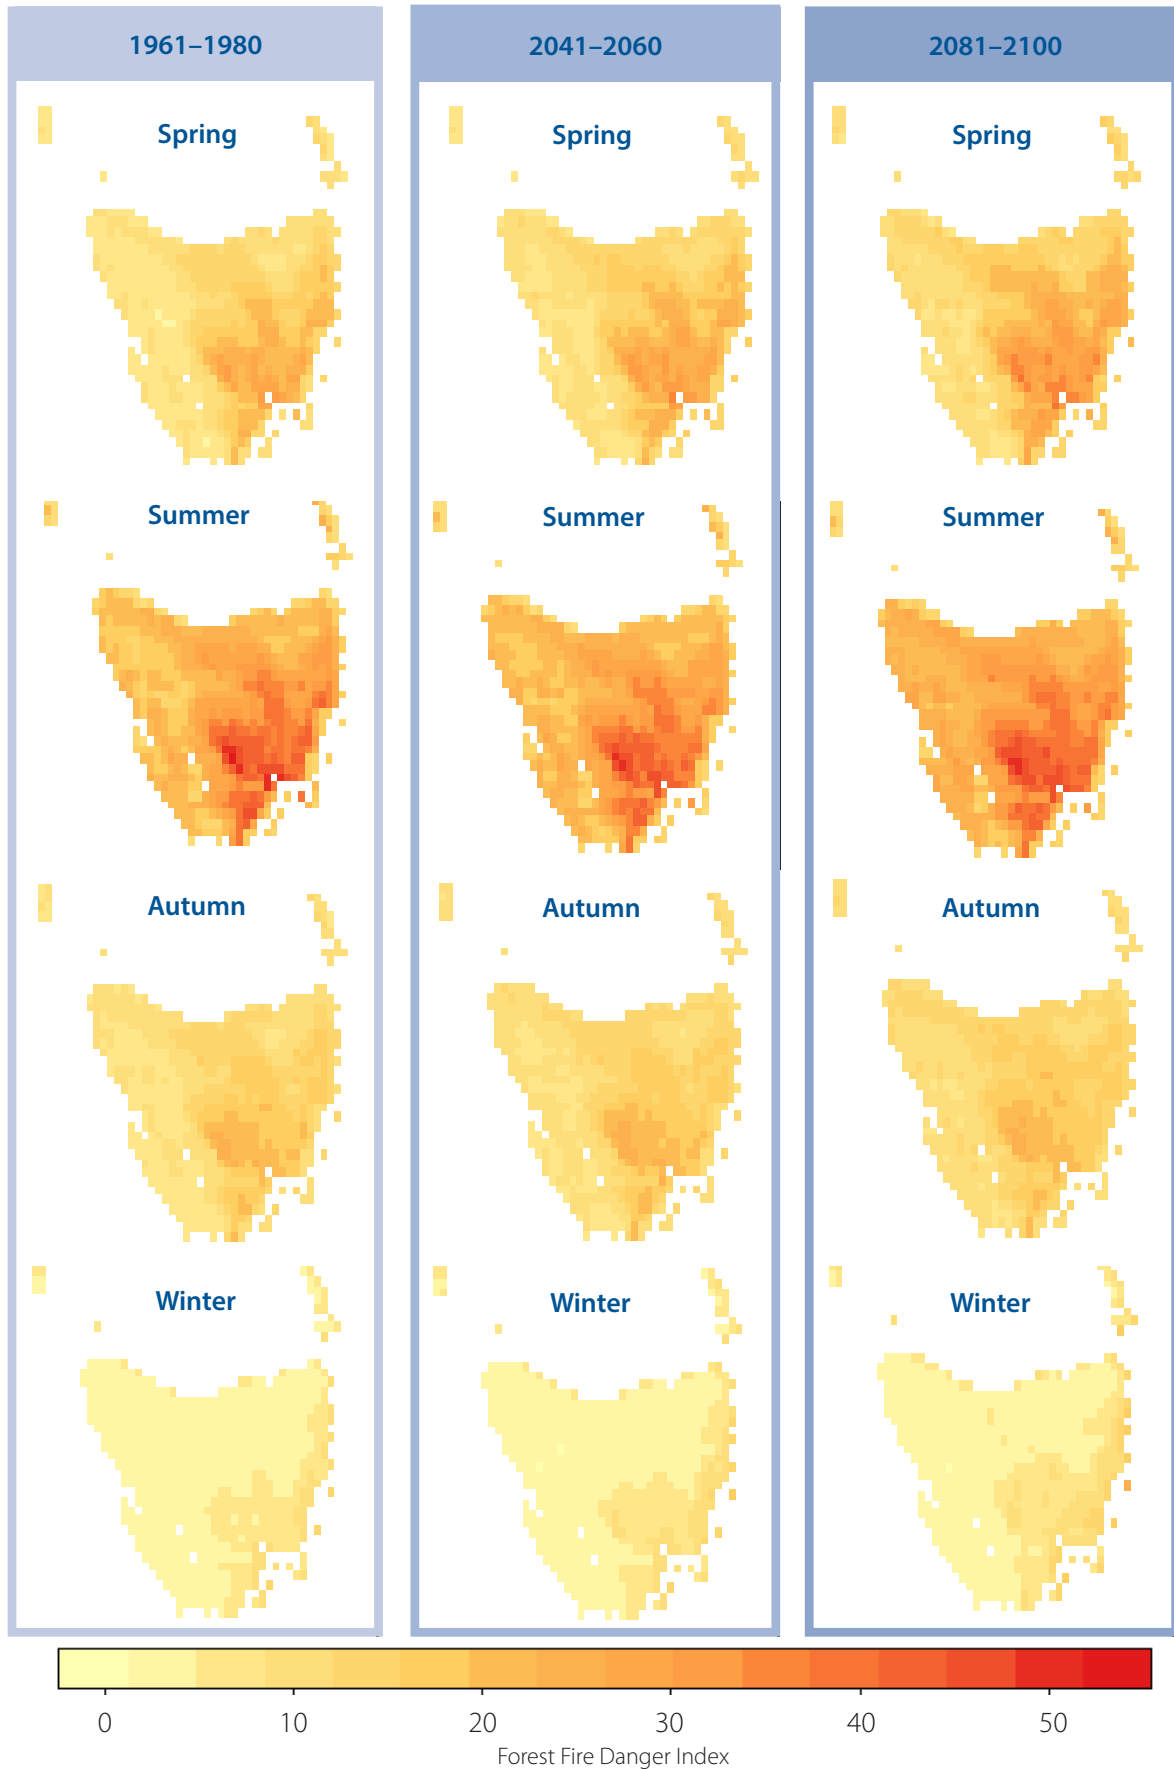 1961–1980
2041–2060
2081–2100
Spring
Spring
Spring
Summer
Summer
Summer
Autumn
Autumn
Autumn
Winter
Winter
Winter
0 10 20 30 40 50
Forest Fire Danger Index